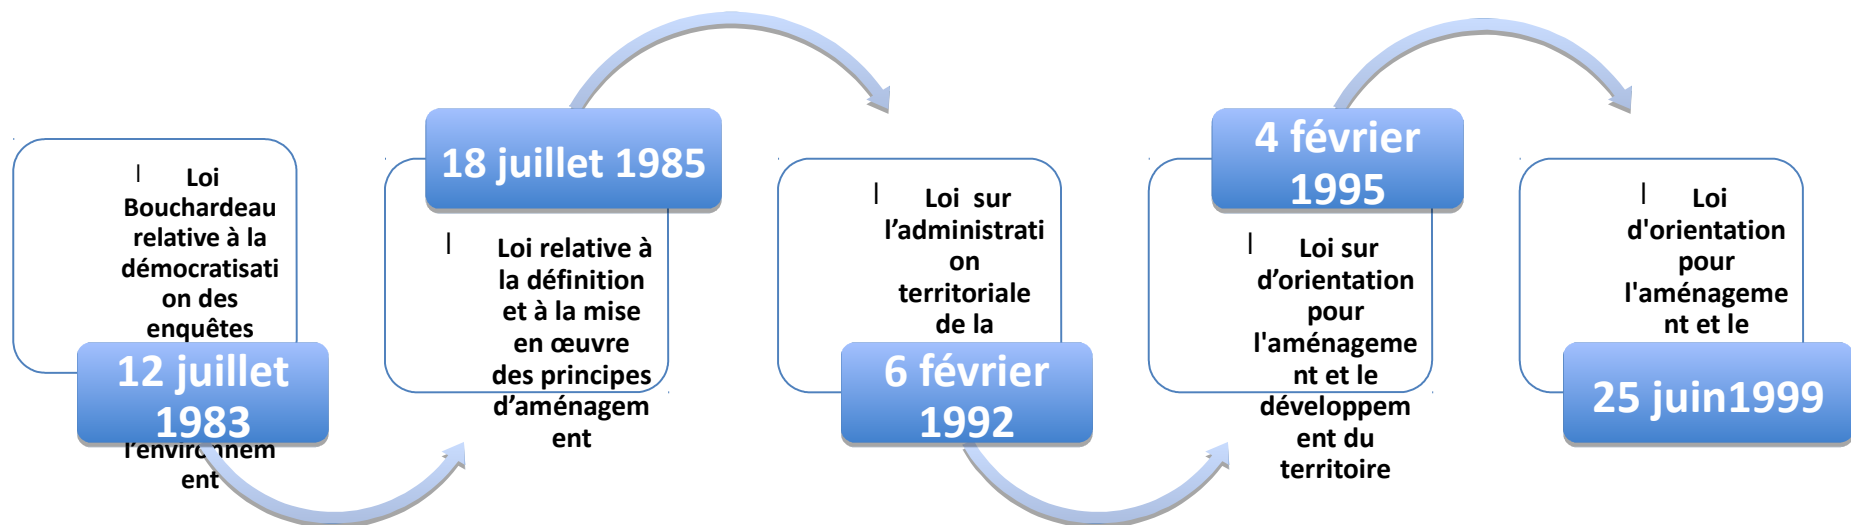 l Loi
Bouchardeau
relative à la
démocratisati
on des
enquêtes
12 juillet
1983
l'environnem
ent
18 juillet 1985
l Loi relative à
la définition
et à la mise
en œuvre
des principes
d’aménagem
ent
l Loi sur
l’administrati
on
territoriale
de la
6 février
1992
4 février
1995
l Loi sur
d’orientation
pour
l'aménageme
nt et le
développem
ent du
territoire
l Loi
d'orientation
pour
l'aménageme
nt et le
25 juin1999